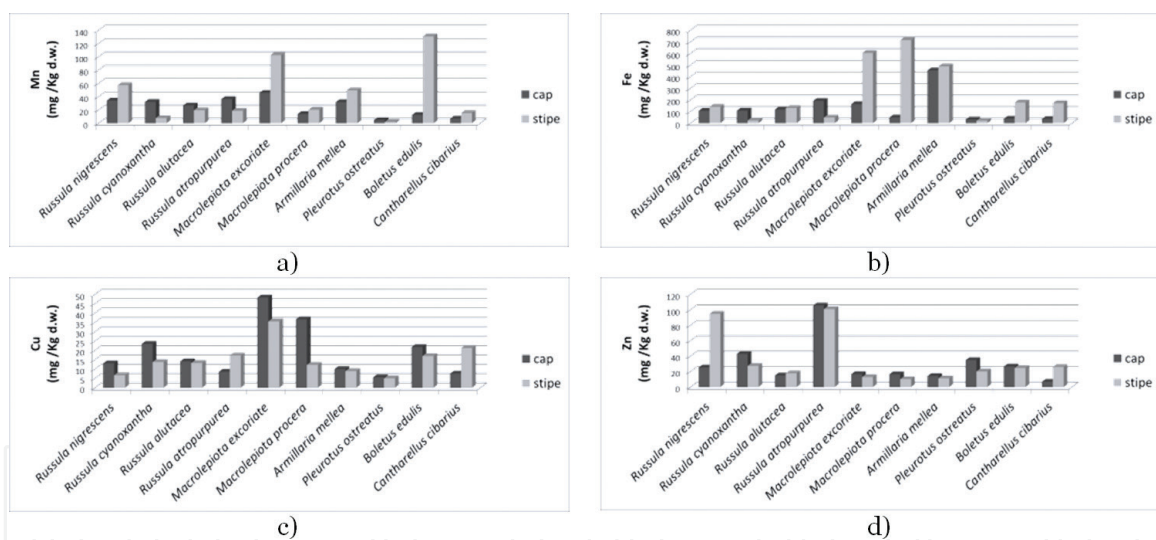 Mn
(mg /Kg d.w.)
140
120
100
80
60
40
20
0
Russula nigrescens
Russula cyanoxantha
Russula alutacea
Russula atropurpurea
Macrolepiota excoriate
Macrolepiota procera
Armillaria mellea
Pleurotus ostreatus
Boletus edulis
Cantharellus cibarius
cap
stipe
a)
Fe
(mg /Kg d.w.)
800
700
600
500
400
300
200
100
0
Russula nigrescens
Russula cyanoxantha
Russula alutacea
Russula atropurpurea
Macrolepiota excoriate
Macrolepiota procera
Armillaria mellea
Pleurotus ostreatus
Boletus edulis
Cantharellus cibarius
cap
stipe
b)
Cu
(mg /Kg d.w.)
50
45
40
35
30
25
20
15
10
5
0
Russula nigrescens
Russula cyanoxantha
Russula alutacea
Russula atropurpurea
Macrolepiota excoriate
Macrolepiota procera
Armillaria mellea
Pleurotus ostreatus
Boletus edulis
Cantharellus cibarius
cap
stipe
c)
Zn
(mg /Kg d.w.)
120
100
80
60
40
20
0
Russula nigrescens
Russula cyanoxantha
Russula alutacea
Russula atropurpurea
Macrolepiota excoriate
Macrolepiota procera
Armillaria mellea
Pleurotus ostreatus
Boletus edulis
Cantharellus cibarius
cap
stipe
d)